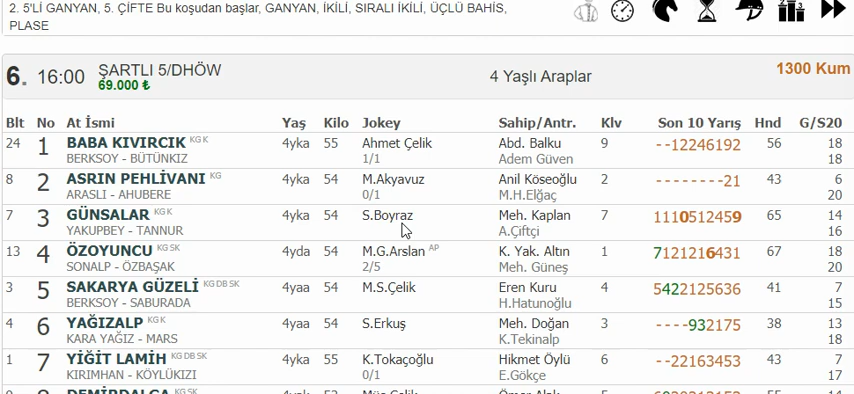 2. 5'Lİ GANYAN, 5. ÇİFTE Bu koşudan başlar, GANYAN, İKİLİ, SIRALI İKİLİ, ÜÇLÜ BAHİS,
PLASE
6. 16:00 ŞARTLI 5/DHÖW 4 Yaşlı Araplar 1300 Kum
69.000 ₺
Blt No At İsmi Yaş Kilo Jokey Sahip/Antr. Klv Son 10 Yarış Hnd G/S20
24 1 BABA KIVIRCIK KG K 4yka 55 Ahmet Çelik Abd. Balku 9 --12246192 56 18
BERKSOY - BÜTÜNKIZ 1/1 Adem Güven 18
8 2 ASRIN PEHLİVANI KG 4yka 54 M.Akyavuz Anil Köseoğlu 2 --------21 43 6
ARASLI - AHUBERE 0/1 M.H.Elğaç 20
7 3 GÜNSALAR KG K 4yka 54 S.Boyraz Meh. Kaplan 7 1110512459 65 14
YAKUPBEY - TANNUR A.Çiftçi 16
13 4 ÖZOYUNCU KG SK 4yda 54 M.G.Arslan AP K. Yak. Altın 1 7121216431 67 18
SONALP - ÖZBAŞAK 2/5 Meh. Güneş 20
3 5 SAKARYA GÜZELİ KG DB SK 4yaa 54 M.S.Çelik Eren Kuru 4 5422125636 41 7
BERKSOY - SABURADA H.Hatunoğlu 15
4 6 YAĞIZALP KG K 4yaa 54 S.Erkuş Meh. Doğan 3 ----932175 38 13
KARA YAĞIZ - MARS K.Tekinalp 18
1 7 YİĞİT LAMİH KG DB SK 4yka 55 K.Tokaçoğlu Hikmet Öylü 6 --22163453 43 7
KIRIMHAN - KÖYLÜKIZI 0/1 E.Gökçe 17